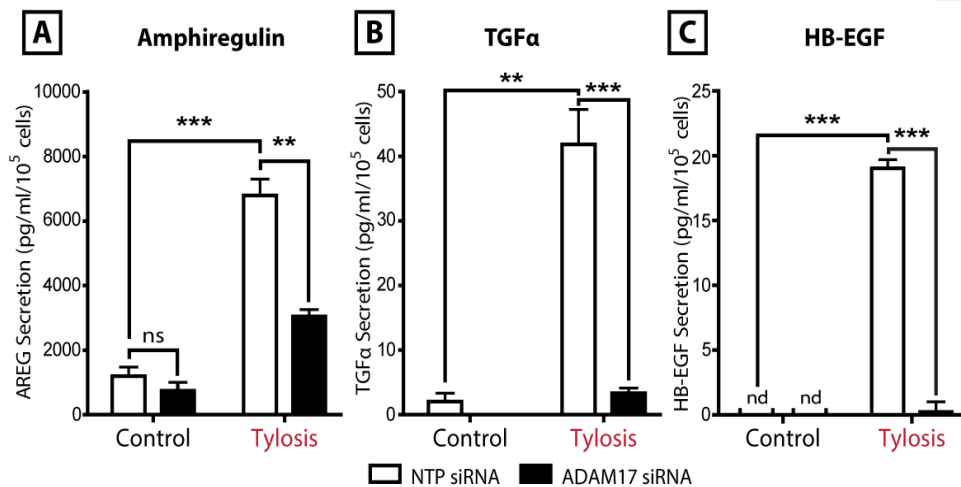 A Amphiregulin
AREG Secretion (pg/ml/10⁵ cells)
10000
8000
6000
4000
2000
0
***
**
ns
Control Tylosis
B TGFα
TGFα Secretion (pg/ml/10⁵ cells)
50
40
30
20
10
0
**
***
Control Tylosis
C HB-EGF
HB-EGF Secretion (pg/ml/10⁵ cells)
25
20
15
10
5
0
***
***
nd nd
Control Tylosis
NTP siRNA ADAM17 siRNA